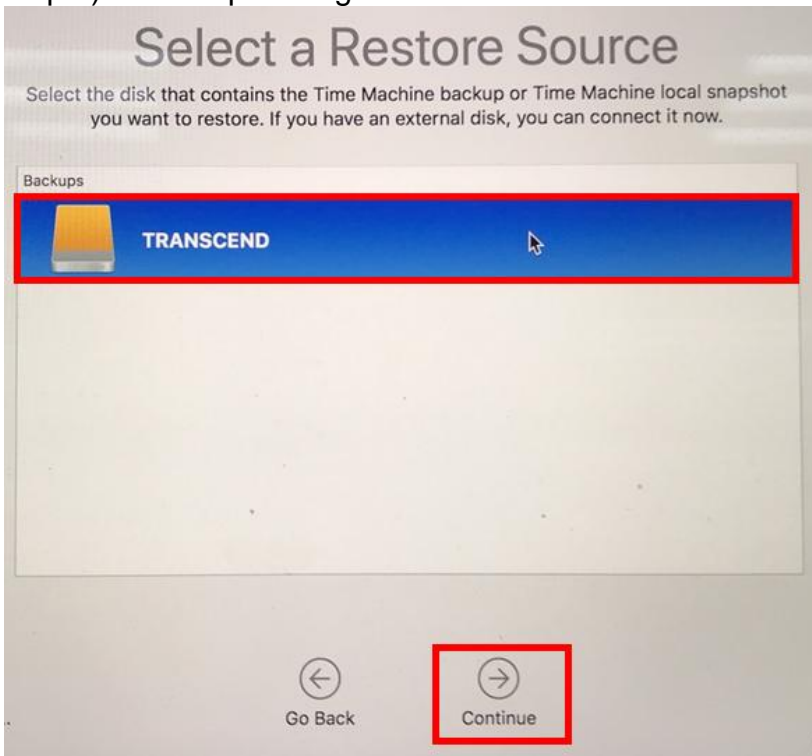 Select a Restore Source
Select the disk that contains the Time Machine backup or Time Machine local snapshot
you want to restore. If you have an external disk, you can connect it now.
Backups
TRANSCEND
Go Back
Continue